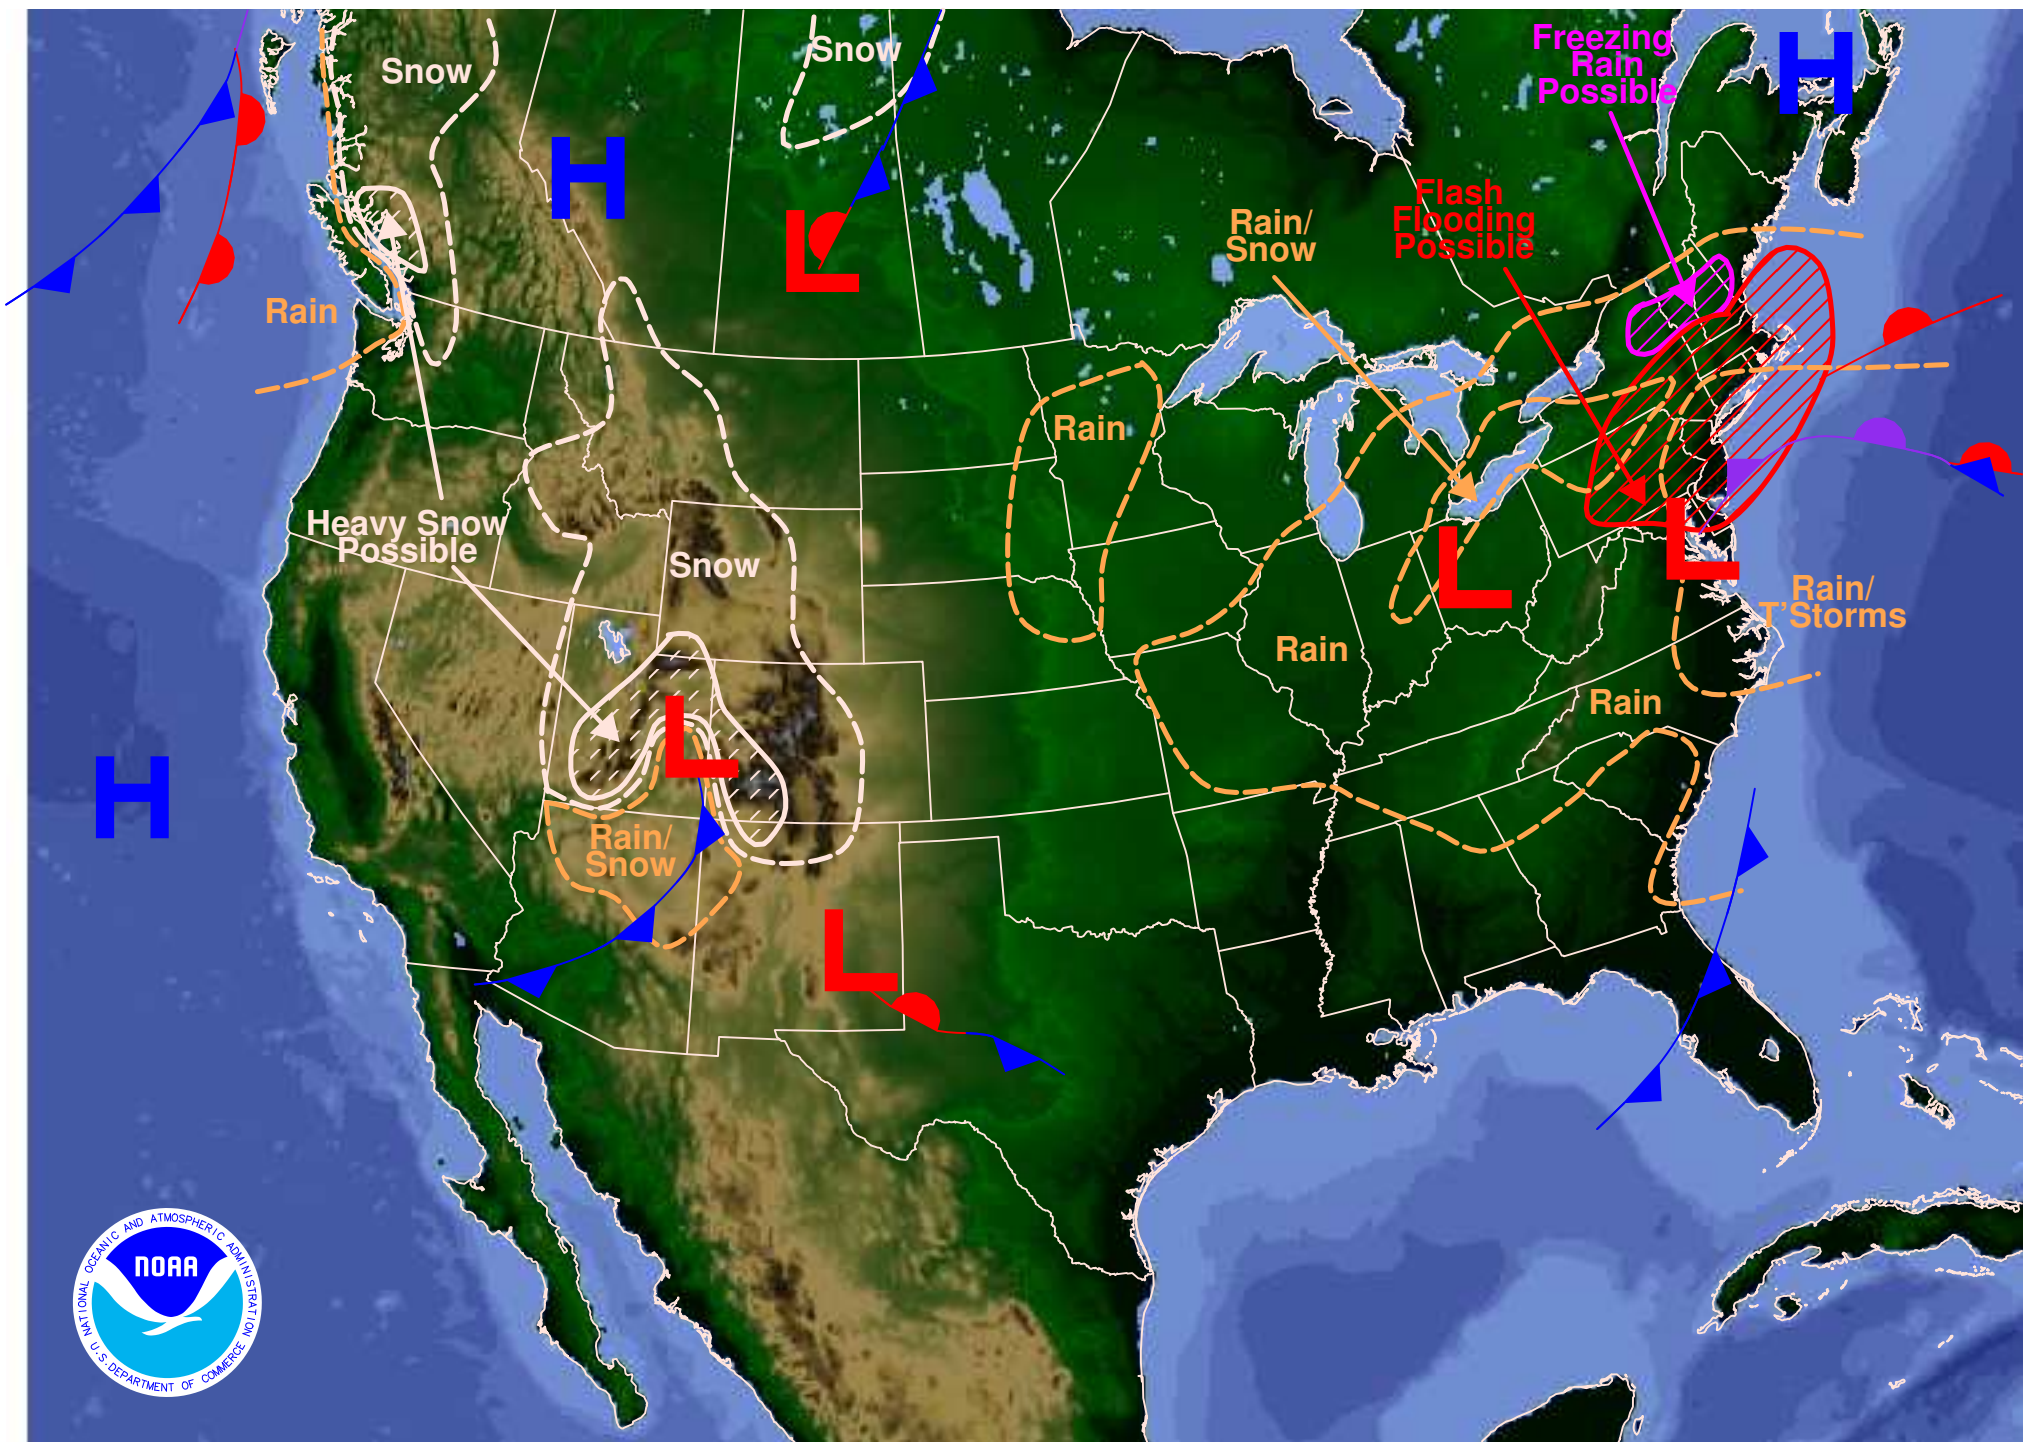 Snow
Snow
Freezing
Rain
Possible
H
H
Flash
Flooding
Possible
Rain/
Snow
L
Rain
Rain
Heavy Snow
Possible
Snow
L
L
Rain/
T'Storms
Rain
Rain
L
H
Rain/
Snow
L
NATIONAL OCEANIC AND ATMOSPHERIC ADMINISTRATION
NOAA
U.S. DEPARTMENT OF COMMERCE